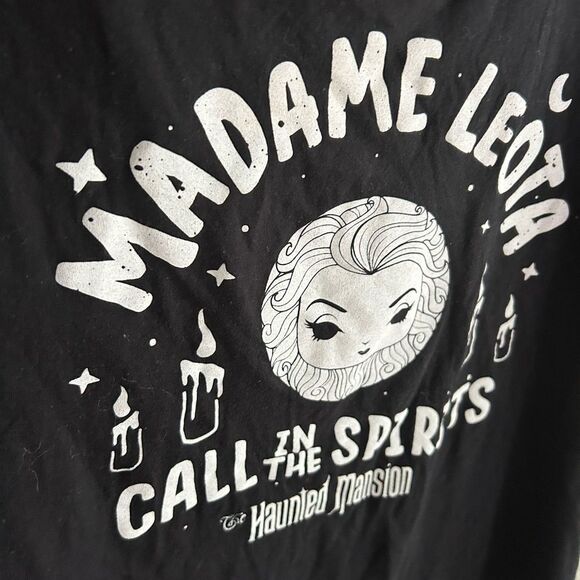 MADAME LEOTA
CALL IN THE SPIRITS
The Haunted Mansion